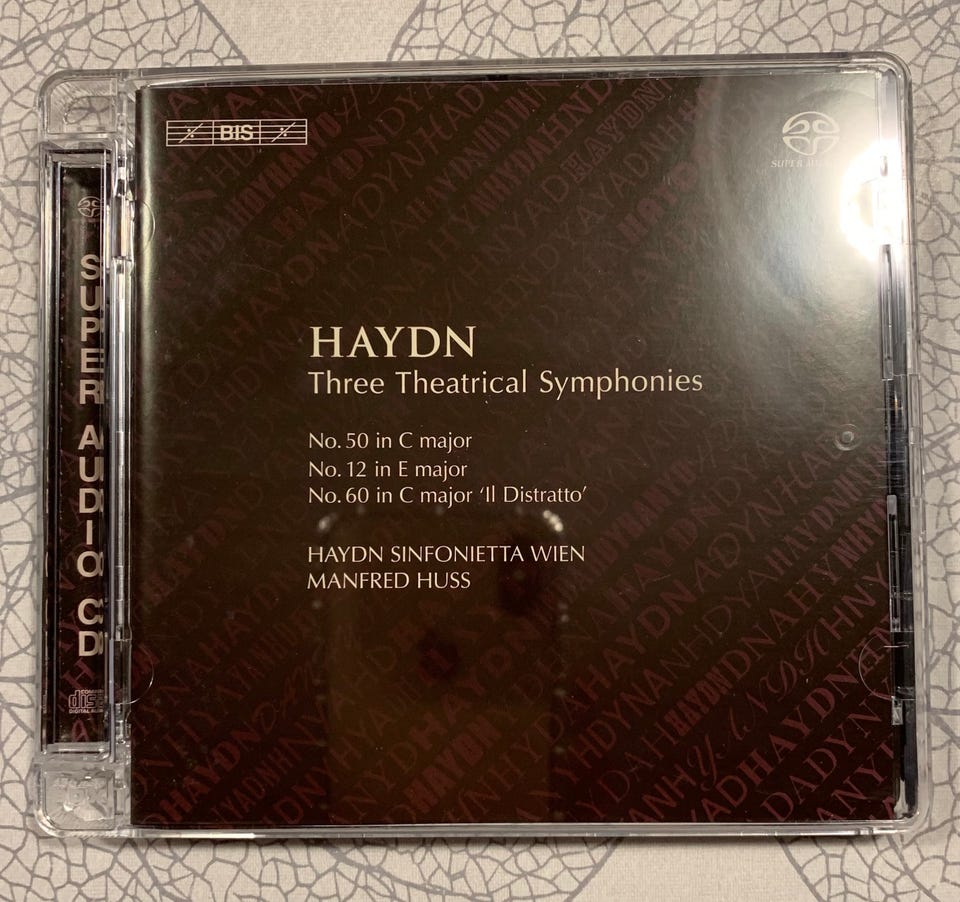 BIS
SUPER AUDIO CD
HAYDN
Three Theatrical Symphonies
No. 50 in C major
No. 12 in E major
No. 60 in C major ‘Il Distratto’
HAYDN SINFONIETTA WIEN
MANFRED HUSS